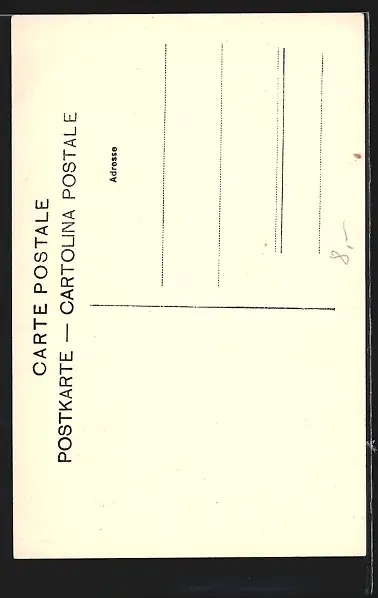 CARTE POSTALE
POSTKARTE — CARTOLINA POSTALE
Adresse
8,-